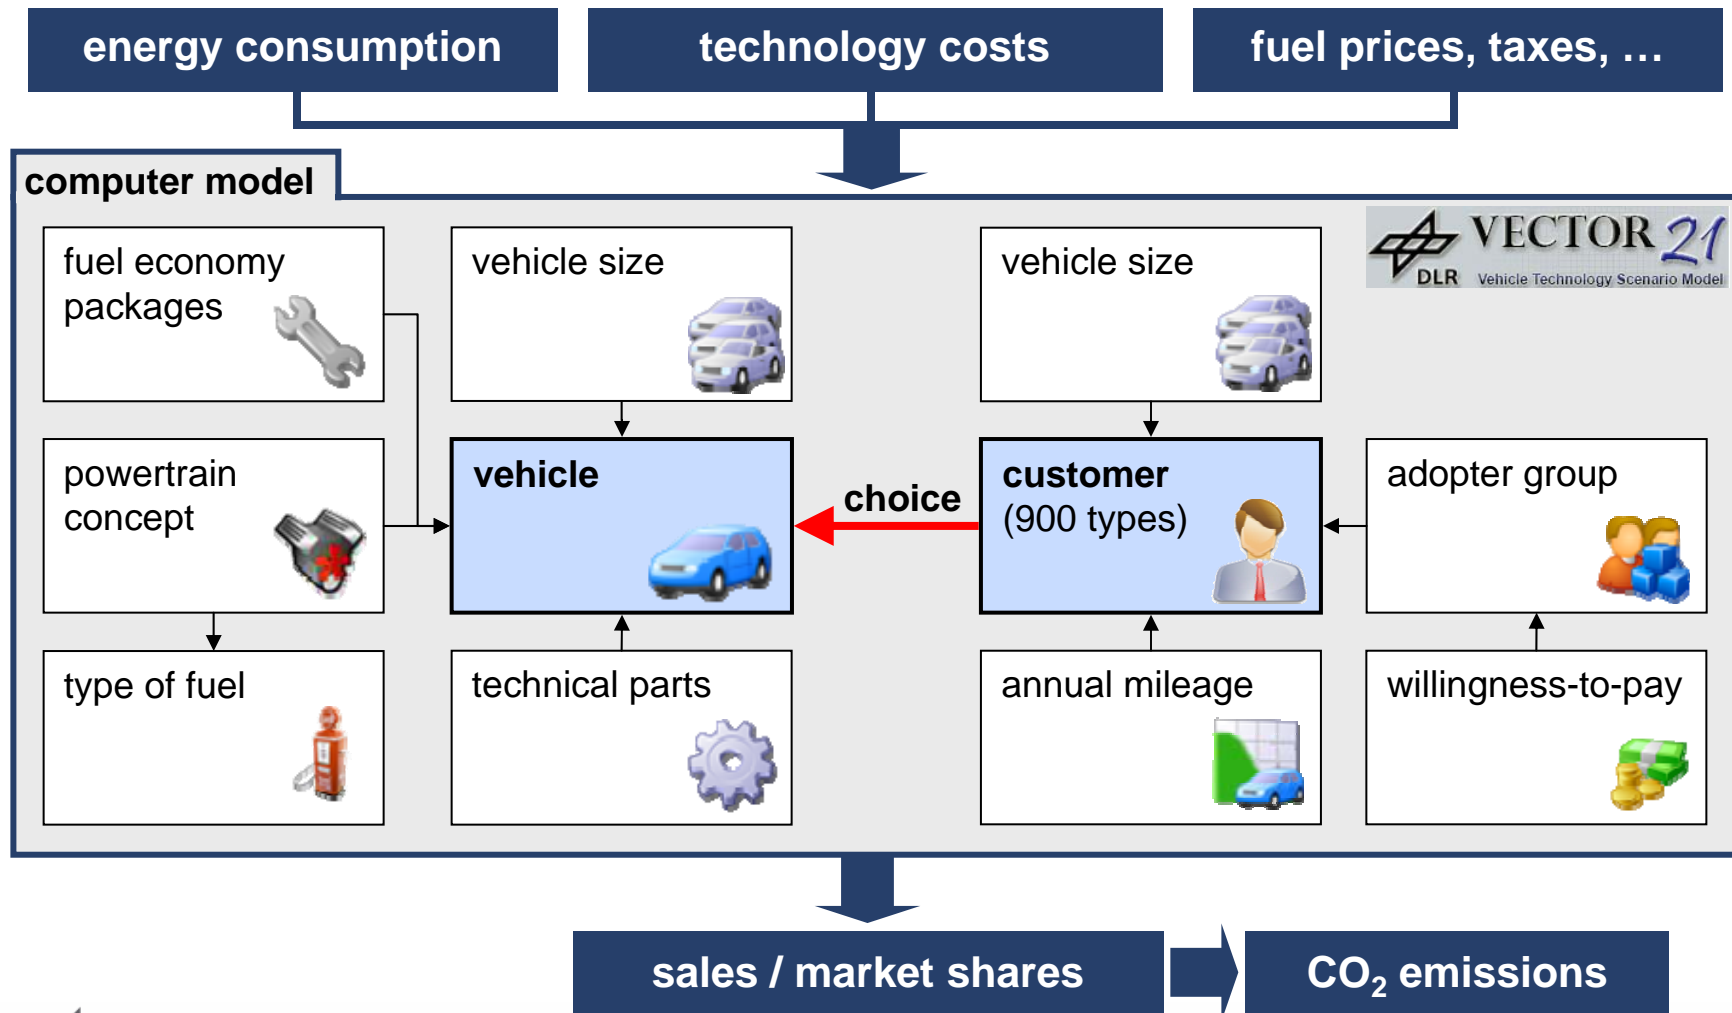 energy consumption
technology costs
fuel prices, taxes, …
computer model
DLR
VECTOR 21
Vehicle Technology Scenario Model
fuel economy
packages
vehicle size
vehicle size
powertrain
concept
vehicle
choice
customer
(900 types)
adopter group
type of fuel
technical parts
annual mileage
willingness-to-pay
sales / market shares
CO₂ emissions